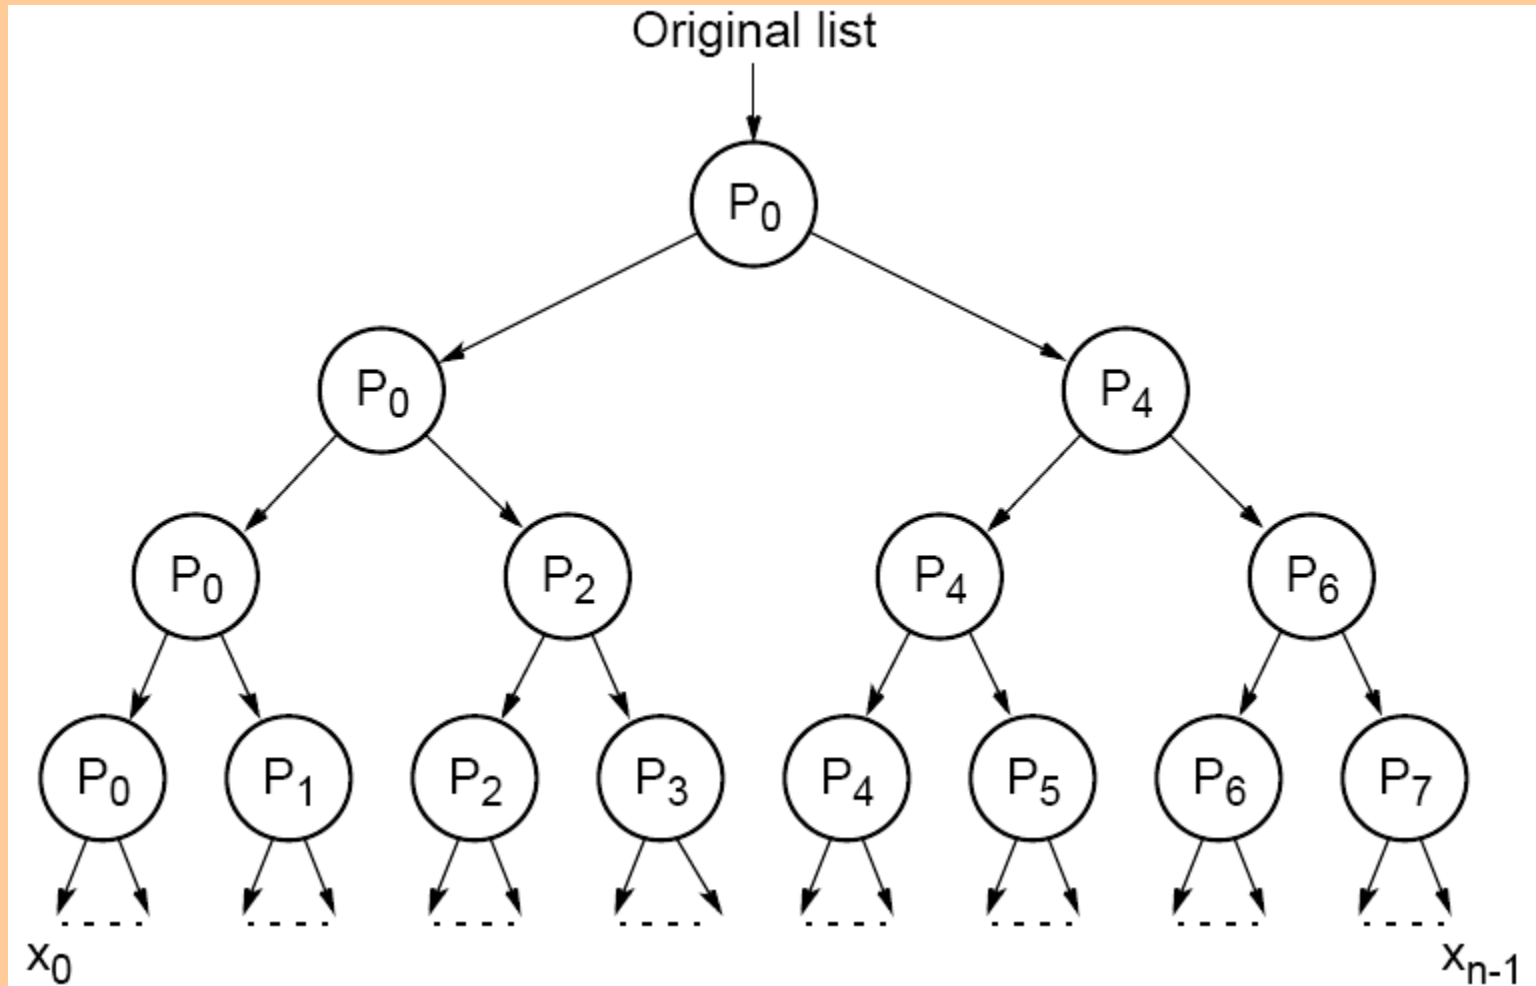 Original list
P₀
P₀ P₄
P₀ P₂ P₄ P₆
P₀ P₁ P₂ P₃ P₄ P₅ P₆ P₇
x₀ xₙ₋₁